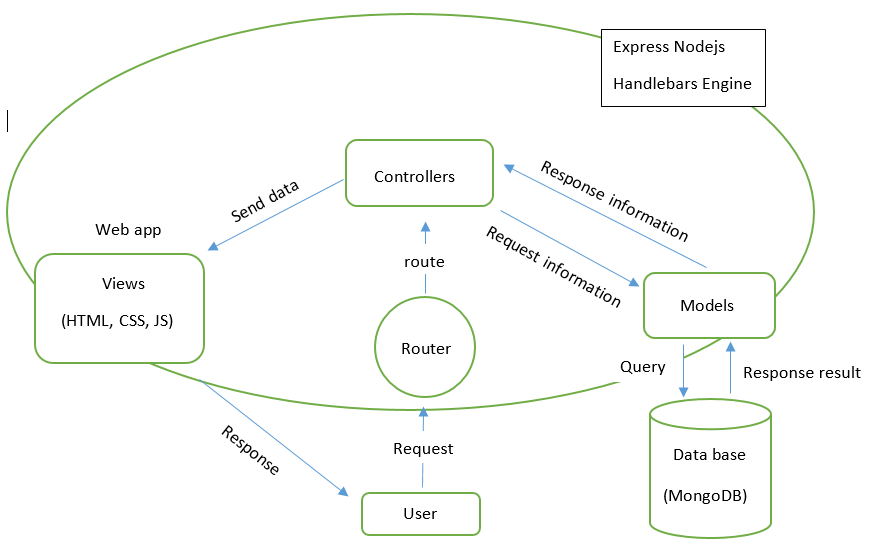 Express Nodejs
Handlebars Engine
Controllers
Response information
Send data
Request information
Web app
route
Views
(HTML, CSS, JS)
Models
Router
Query
Response result
Response
Request
Data base
(MongoDB)
User